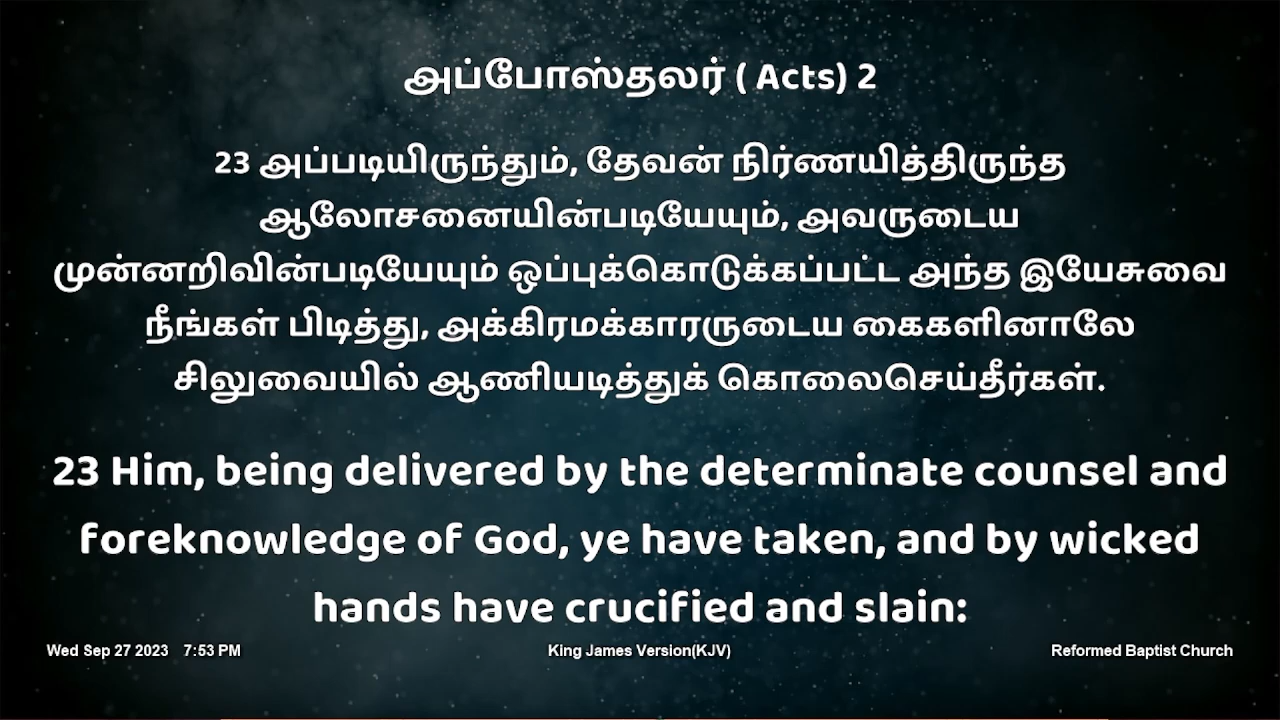 அப்போஸ்தலர் ( Acts) 2
23 அப்படியிருந்தும், தேவன் நிர்ணயித்திருந்த
ஆலோசனையின்படியேயும், அவருடைய
முன்னறிவின்படியேயும் ஒப்புக்கொடுக்கப்பட்ட அந்த இயேசுவை
நீங்கள் பிடித்து, அக்கிரமக்காரருடைய கைகளினாலே
சிலுவையில் ஆணியடித்துக் கொலைசெய்தீர்கள்.
23 Him, being delivered by the determinate counsel and
foreknowledge of God, ye have taken, and by wicked
hands have crucified and slain:
Wed Sep 27 2023 7:53 PM King James Version(KJV) Reformed Baptist Church